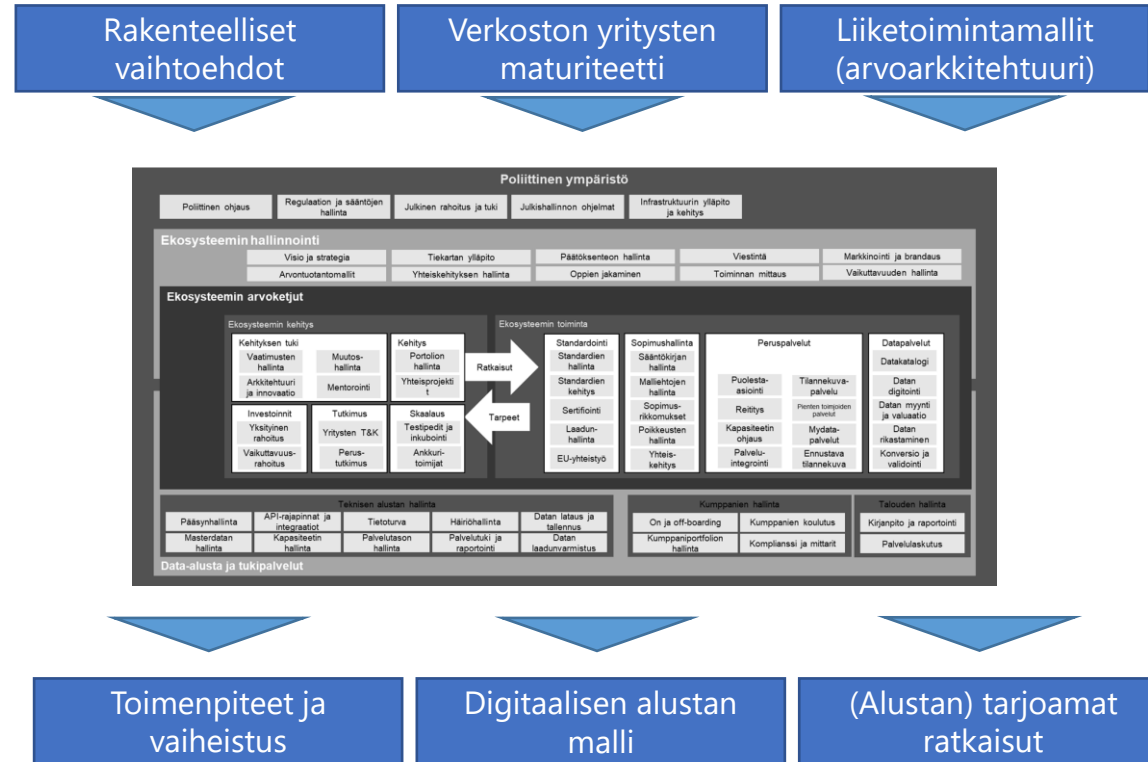 Rakenteelliset
vaihtoehdot
Verkoston yritysten
maturiteetti
Liiketoimintamallit
(arvoarkkitehtuuri)
Poliittinen ympäristö
Poliittinen ohjaus
Regulaation ja sääntöjen
hallinta
Julkinen rahoitus ja tuki
Julkishallinnon ohjelmat
Infrastruktuurin ylläpito
ja kehitys
Ekosysteemin hallinnointi
Visio ja strategia
Tiekartan ylläpito
Päätöksenteon hallinta
Viestintä
Markkinointi ja brandaus
Arvontuotantomallit
Yhteiskehityksen hallinta
Oppien jakaminen
Toiminnan mittaus
Vaikuttavuuden hallinta
Ekosysteemin arvoketjut
Ekosysteemin kehitys
Kehityksen tuki
Vaatimusten
hallinta
Muutos-
hallinta
Arkkitehtuuri
ja innovaatio
Mentorointi
Kehitys
Portolion
hallinta
Yhteisprojekti
t
Investoinnit
Yksityinen
rahoitus
Vaikuttavuus-
rahoitus
Tutkimus
Yritysten T&K
Perus-
tutkimus
Skaalaus
Testipedit ja
inkubointi
Ankkuri-
toimijat
Ratkaisut
Tarpeet
Ekosysteemin toiminta
Standardointi
Standardien
hallinta
Standardien
kehitys
Sertifiointi
Laadun-
hallinta
EU-yhteistyö
Sopimushallinta
Sääntökirjan
hallinta
Malliehtojen
hallinta
Sopimus-
rikkomukset
Poikkeusten
hallinta
Yhteis-
kehitys
Peruspalvelut
Puolesta-
asiointi
Tilannekuva-
palvelu
Reititys
Pienten toimijoiden
palvelut
Kapasiteetin
ohjaus
Mydata-
palvelut
Palvelu-
integrointi
Ennustava
tilannekuva
Datapalvelut
Datakatalogi
Datan
digitointi
Datan myynti
ja valuaatio
Datan
rikastaminen
Konversio ja
validointi
Teknisen alustan hallinta
Pääsynhallinta
API-rajapinnat ja
integraatiot
Tietoturva
Häiriöhallinta
Datan lataus ja
tallennus
Masterdatan
hallinta
Kapasiteetin
hallinta
Palvelutason
hallinta
Palvelutuki ja
raportointi
Datan
laadunvarmistus
Kumppanien hallinta
On ja off-boarding
Kumppanien koulutus
Kumppaniportfolion
hallinta
Komplianssi ja mittarit
Talouden hallinta
Kirjanpito ja raportointi
Palvelulaskutus
Data-alusta ja tukipalvelut
Toimenpiteet ja
vaiheistus
Digitaalisen alustan
malli
(Alustan) tarjoamat
ratkaisut